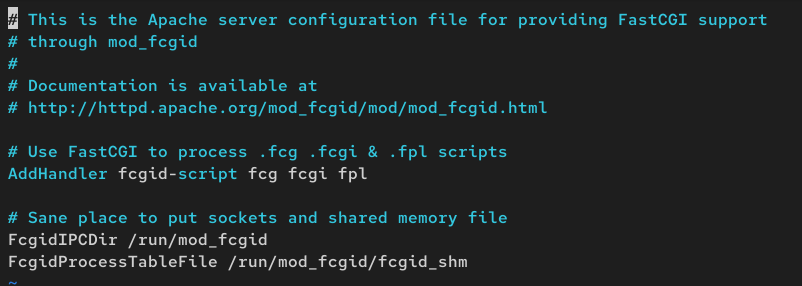 # This is the Apache server configuration file for providing FastCGI support
# through mod_fcgid
#
# Documentation is available at
# http://httpd.apache.org/mod_fcgid/mod/mod_fcgid.html
# Use FastCGI to process .fcg .fcgi & .fpl scripts
AddHandler fcgid-script fcg fcgi fpl
# Sane place to put sockets and shared memory file
FcgidIPCDir /run/mod_fcgid
FcgidProcessTableFile /run/mod_fcgid/fcgid_shm
~